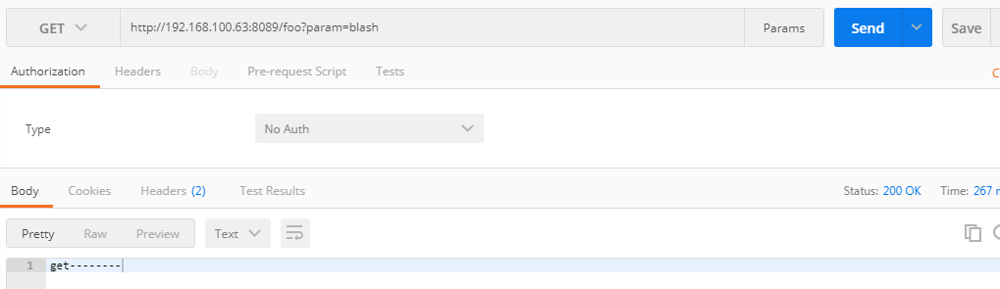 GET http://192.168.100.63:8089/foo?param=blash Params Send Save
Authorization Headers Body Pre-request Script Tests C
Type No Auth
Body Cookies Headers (2) Test Results Status: 200 OK Time: 267
Pretty Raw Preview Text
1 get--------